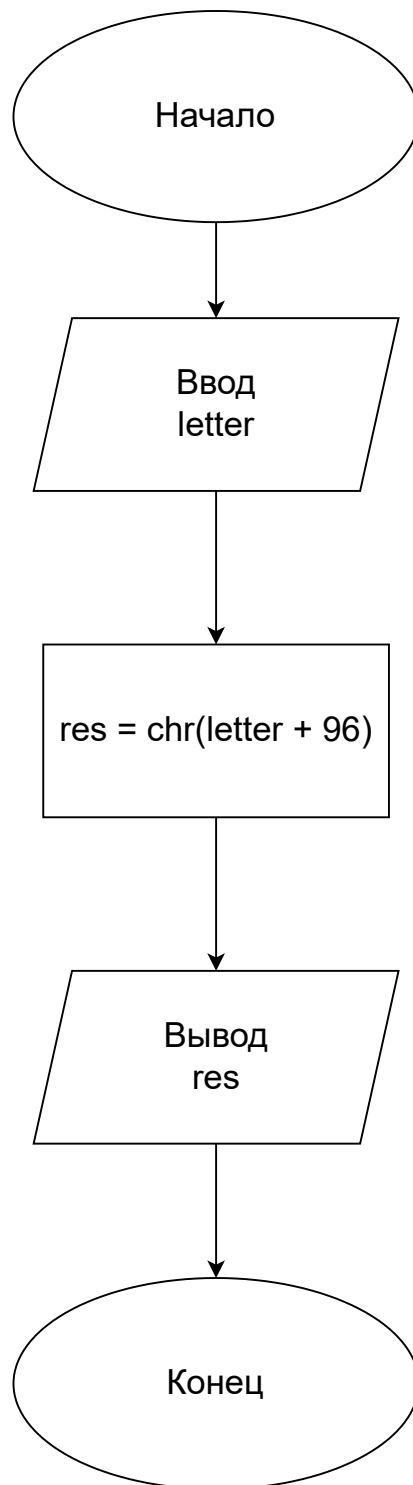 Начало
Ввод
letter
res = chr(letter + 96)
Вывод
res
Конец